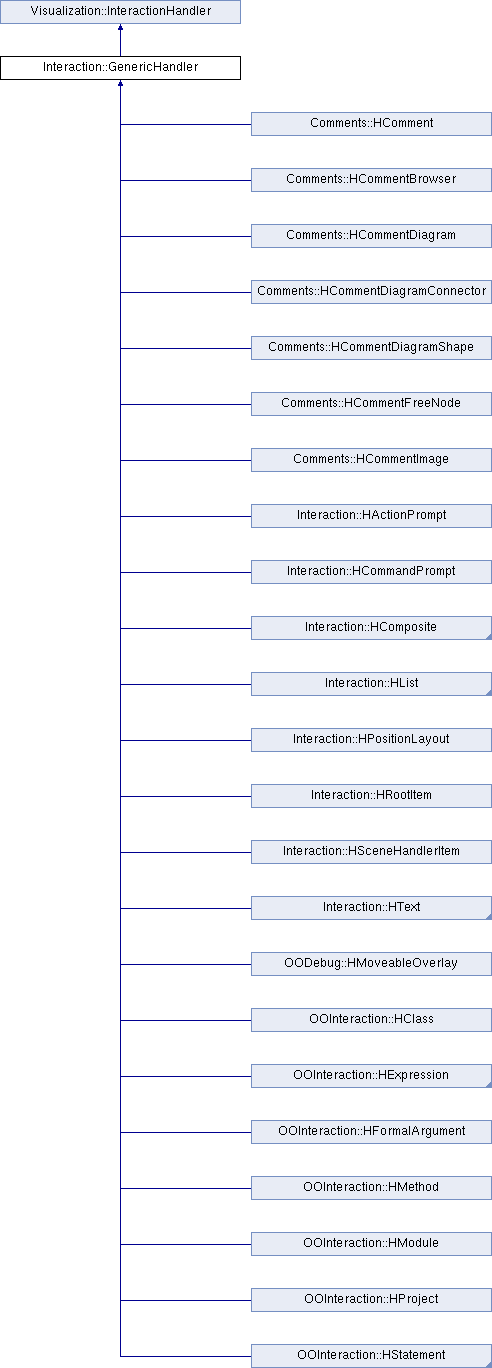 Visualization::InteractionHandler
Interaction::GenericHandler
Comments::HComment
Comments::HCommentBrowser
Comments::HCommentDiagram
Comments::HCommentDiagramConnector
Comments::HCommentDiagramShape
Comments::HCommentFreeNode
Comments::HCommentImage
Interaction::HActionPrompt
Interaction::HCommandPrompt
Interaction::HComposite
Interaction::HList
Interaction::HPositionLayout
Interaction::HRootItem
Interaction::HSceneHandlerItem
Interaction::HText
OODebug::HMoveableOverlay
OOInteraction::HClass
OOInteraction::HExpression
OOInteraction::HFormalArgument
OOInteraction::HMethod
OOInteraction::HModule
OOInteraction::HProject
OOInteraction::HStatement